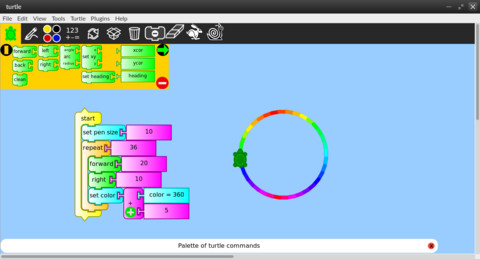 turtle
File Edit View Tools Turtle Plugins Help
123
forward left angle arc radius x set xy y xcor
back right ycor
clean set heading heading
start
set pen size 10
repeat 36
forward 20
right 10
set color + color = 360
5
Palette of turtle commands